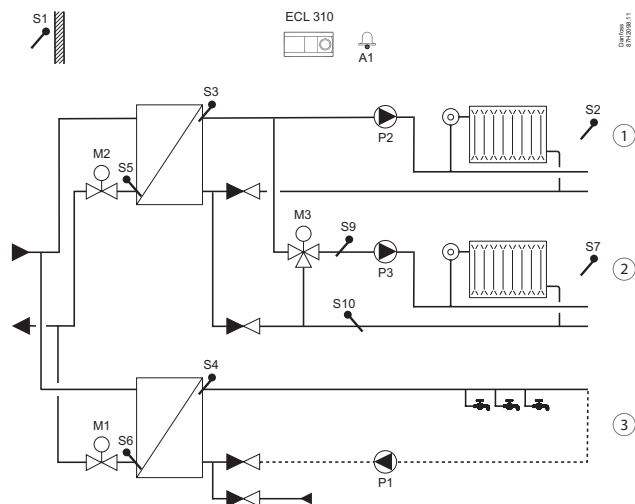 S1
ECL 310
A1
Danfoss
87H2098.11
S3
P2
S2
1
M2
S5
M3
S9
P3
S7
2
S10
S4
M1
S6
P1
3